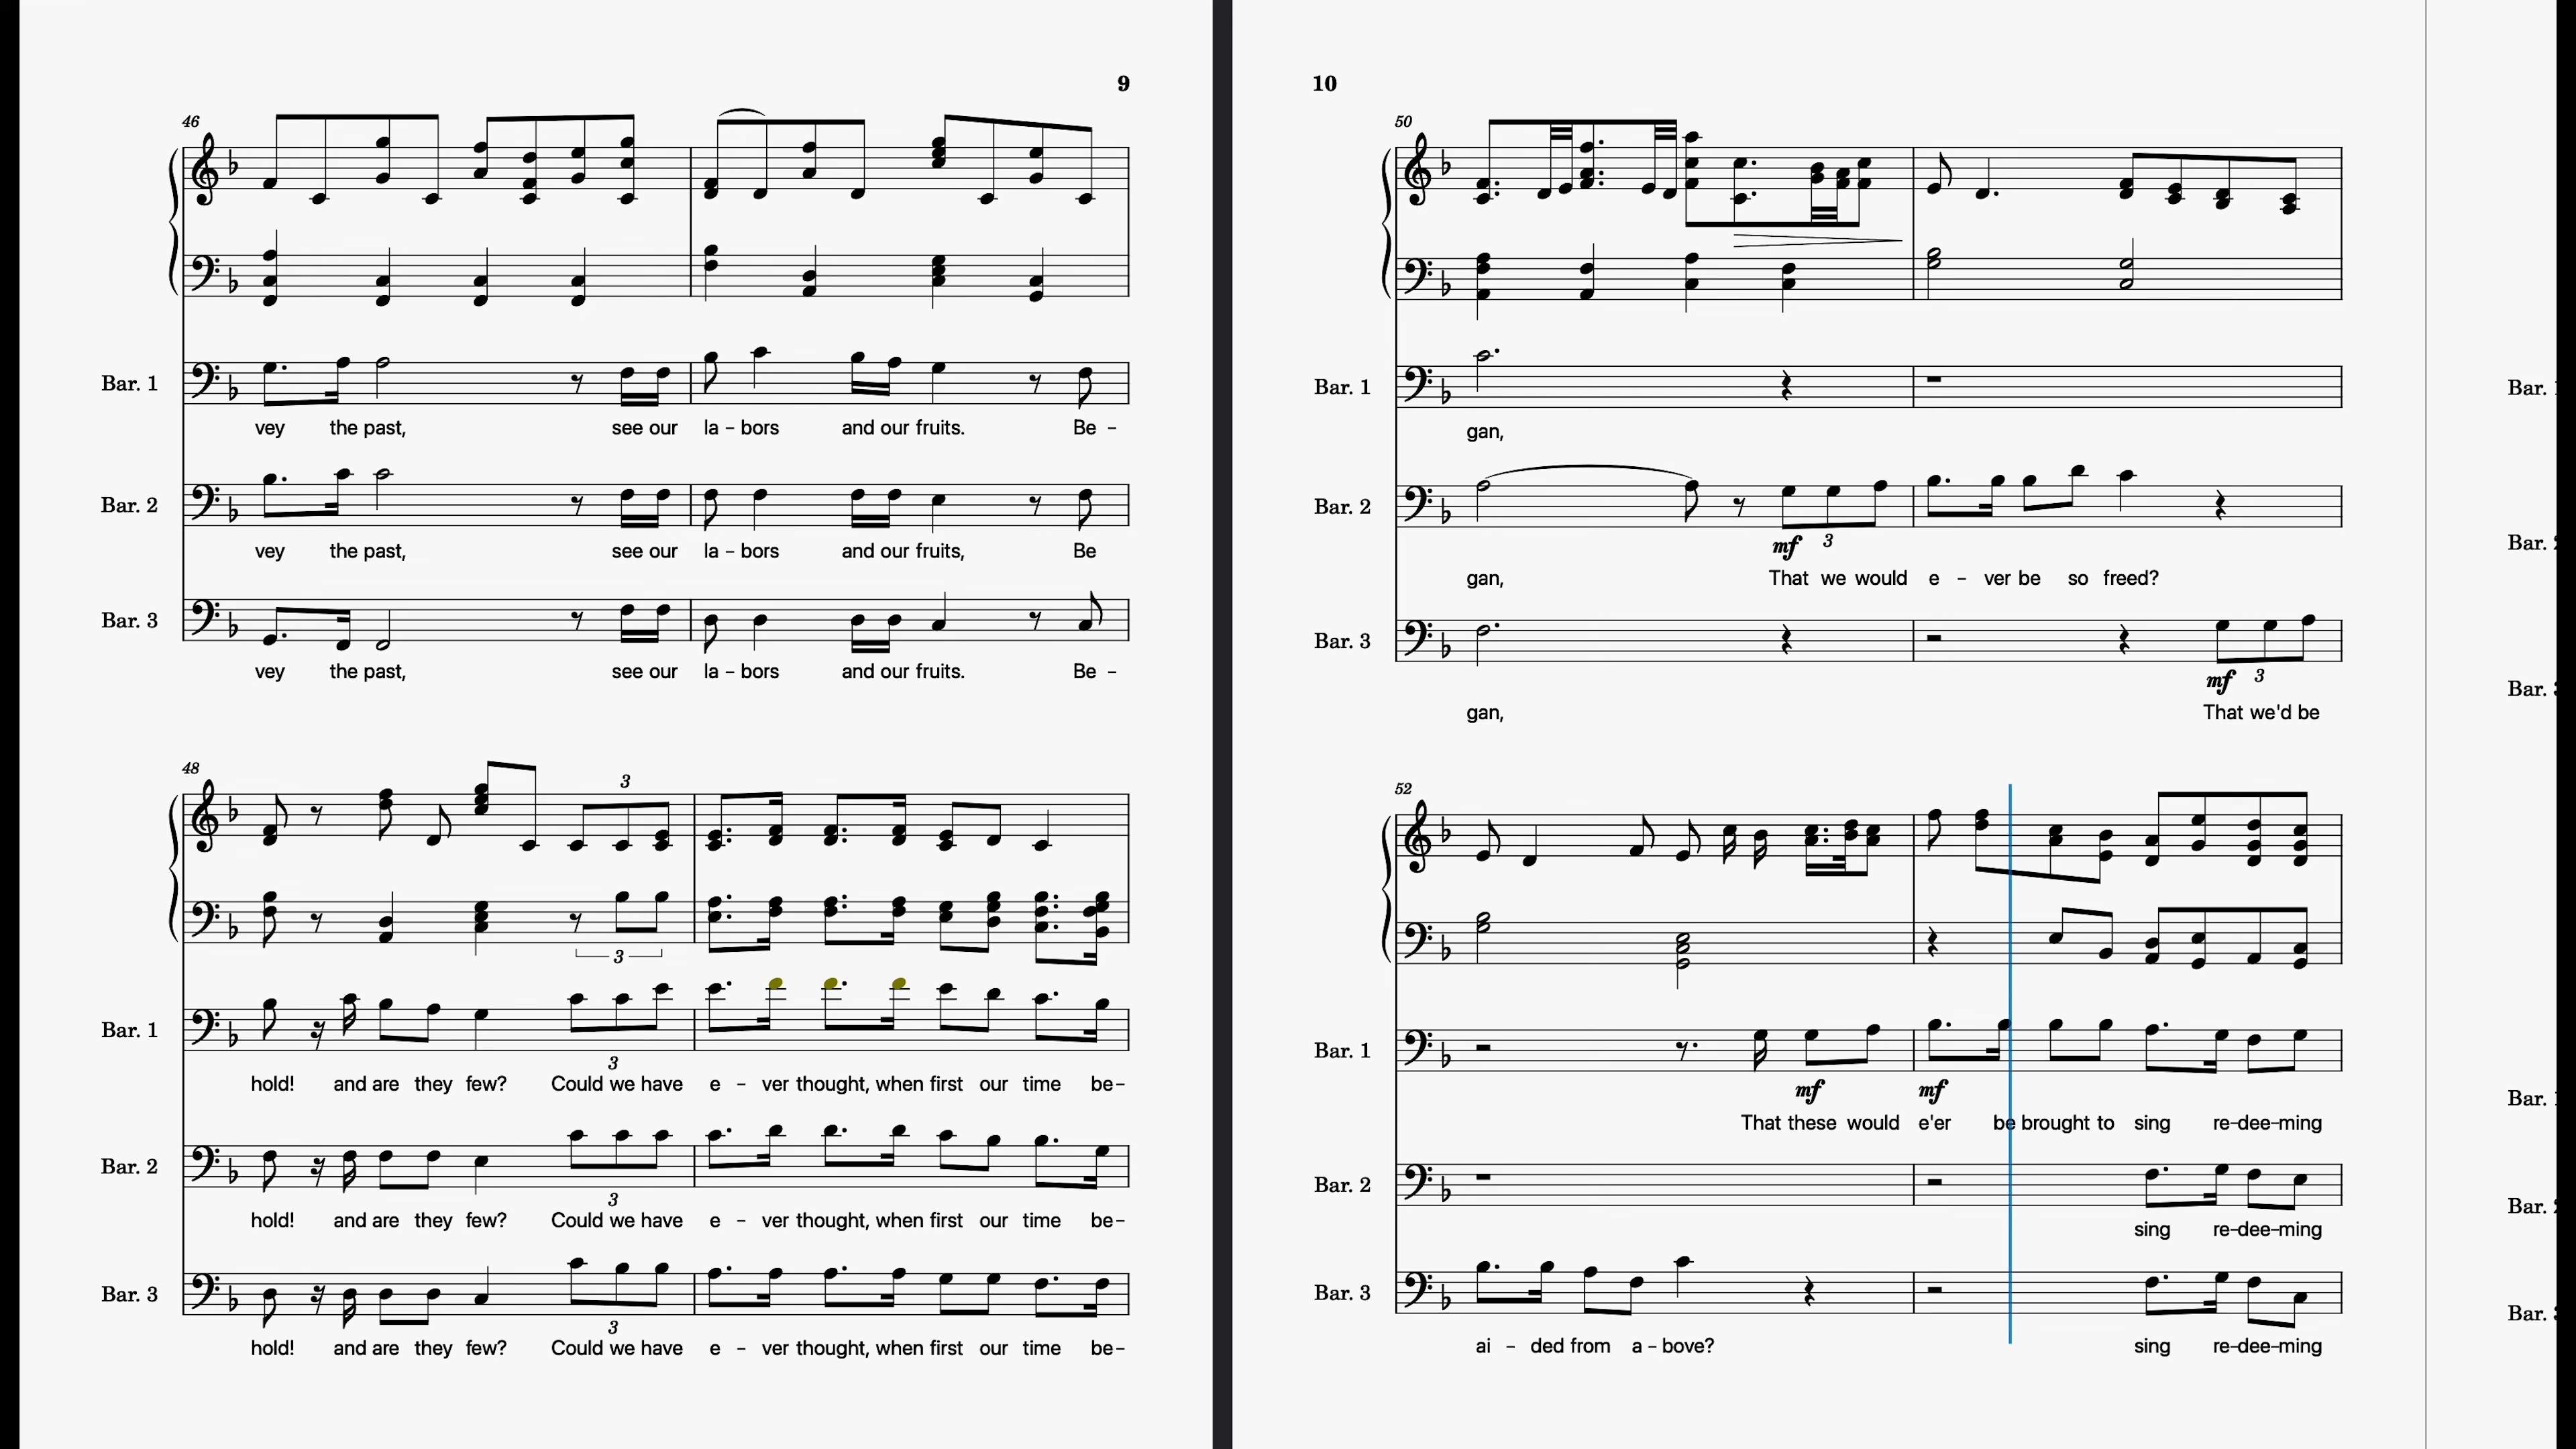 9
46
Bar. 1
vey the past, see our la - bors and our fruits. Be -
Bar. 2
vey the past, see our la - bors and our fruits, Be
Bar. 3
vey the past, see our la - bors and our fruits. Be -
48
3
3
Bar. 1
3
hold! and are they few? Could we have e - ver thought, when first our time be-
Bar. 2
3
hold! and are they few? Could we have e - ver thought, when first our time be-
Bar. 3
3
hold! and are they few? Could we have e - ver thought, when first our time be-
10
50
Bar. 1
gan,
Bar. 2
mf 3
gan, That we would e - ver be so freed?
Bar. 3
mf 3
gan, That we'd be
52
Bar. 1
mf mf
That these would e'er be brought to sing re-dee-ming
Bar. 2
sing re-dee-ming
Bar. 3
ai - ded from a - bove? sing re-dee-ming
Bar.
Bar.
Bar.
Bar.
Bar.
Bar.